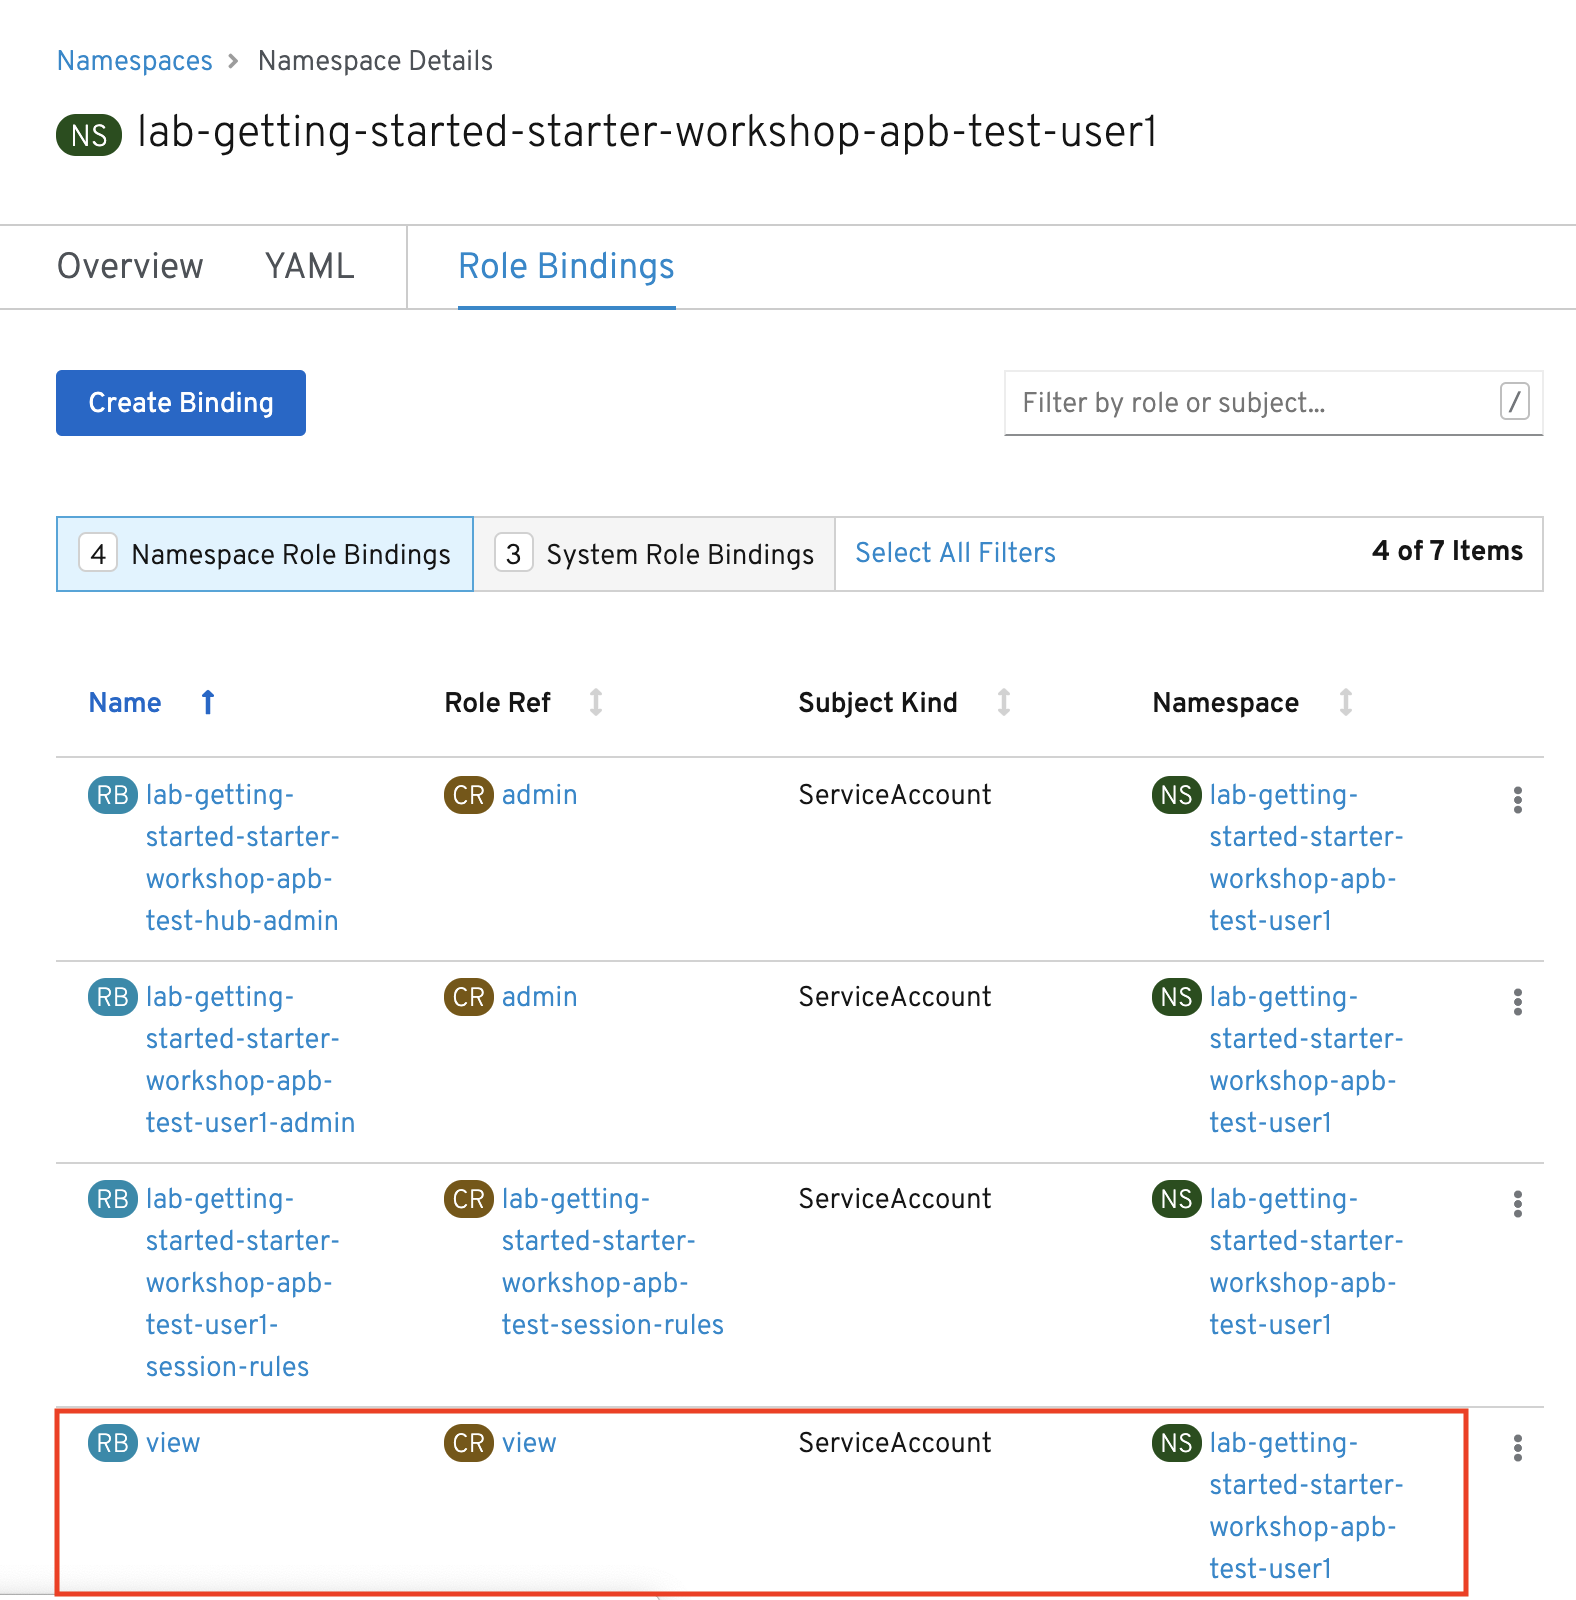 Namespaces > Namespace Details
NS lab-getting-started-starter-workshop-apb-test-user1
Overview YAML Role Bindings
Create Binding Filter by role or subject... /
4 Namespace Role Bindings 3 System Role Bindings Select All Filters 4 of 7 Items
Name Role Ref Subject Kind Namespace
RB lab-getting- CR admin ServiceAccount NS lab-getting-
started-starter- started-starter-
workshop-apb- workshop-apb-
test-hub-admin test-user1
RB lab-getting- CR admin ServiceAccount NS lab-getting-
started-starter- started-starter-
workshop-apb- workshop-apb-
test-user1-admin test-user1
RB lab-getting- CR lab-getting- ServiceAccount NS lab-getting-
started-starter- started-starter- started-starter-
workshop-apb- workshop-apb- workshop-apb-
test-user1- test-session-rules test-user1
session-rules
RB view CR view ServiceAccount NS lab-getting-
started-starter-
workshop-apb-
test-user1